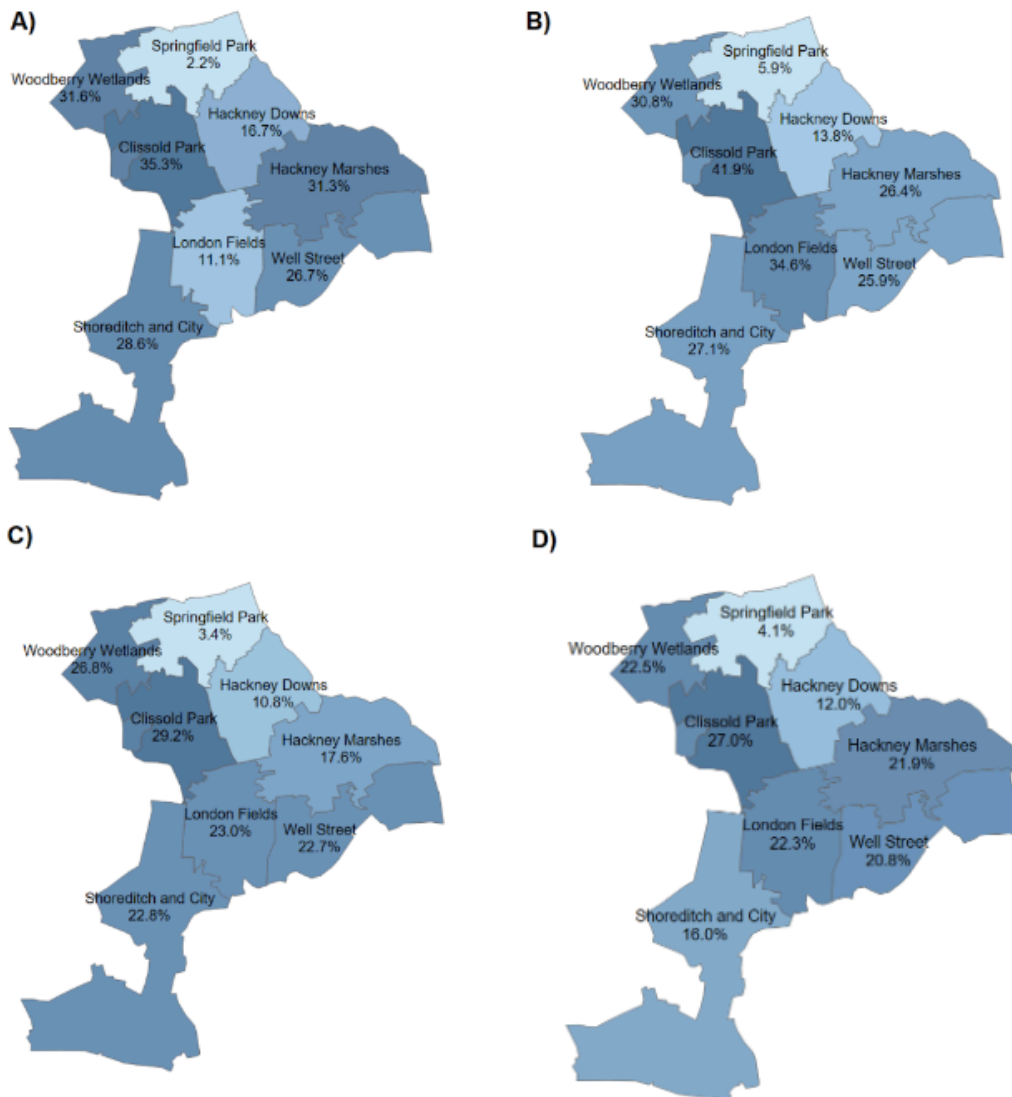 A)
Springfield Park
2.2%
Woodberry Wetlands
31.6%
Hackney Downs
16.7%
Clissold Park
35.3%
Hackney Marshes
31.3%
London Fields
11.1%
Well Street
26.7%
Shoreditch and City
28.6%
B)
Springfield Park
5.9%
Woodberry Wetlands
30.8%
Hackney Downs
13.8%
Clissold Park
41.9%
Hackney Marshes
26.4%
London Fields
34.6%
Well Street
25.9%
Shoreditch and City
27.1%
C)
Springfield Park
3.4%
Woodberry Wetlands
26.8%
Hackney Downs
10.8%
Clissold Park
29.2%
Hackney Marshes
17.6%
London Fields
23.0%
Well Street
22.7%
Shoreditch and City
22.8%
D)
Springfield Park
4.1%
Woodberry Wetlands
22.5%
Hackney Downs
12.0%
Clissold Park
27.0%
Hackney Marshes
21.9%
London Fields
22.3%
Well Street
20.8%
Shoreditch and City
16.0%